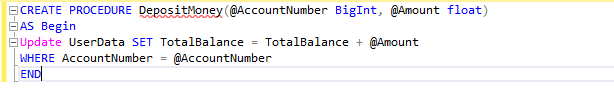 CREATE PROCEDURE DepositMoney(@AccountNumber BigInt, @Amount float)
AS Begin
Update UserData SET TotalBalance = TotalBalance + @Amount
WHERE AccountNumber = @AccountNumber
END